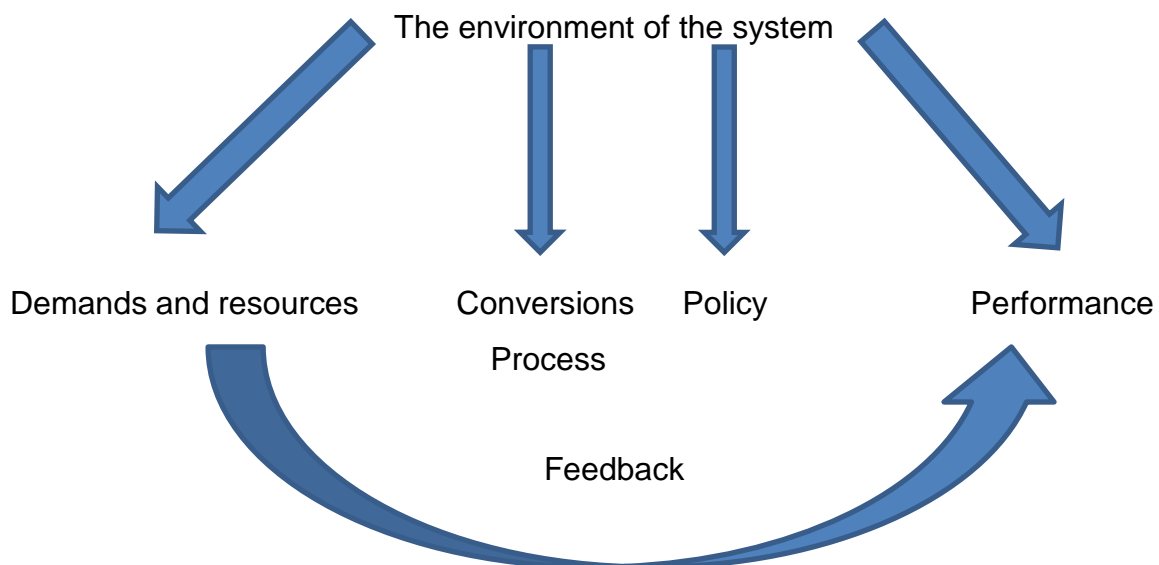 The environment of the system
Demands and resources
Conversions
Policy
Performance
Process
Feedback